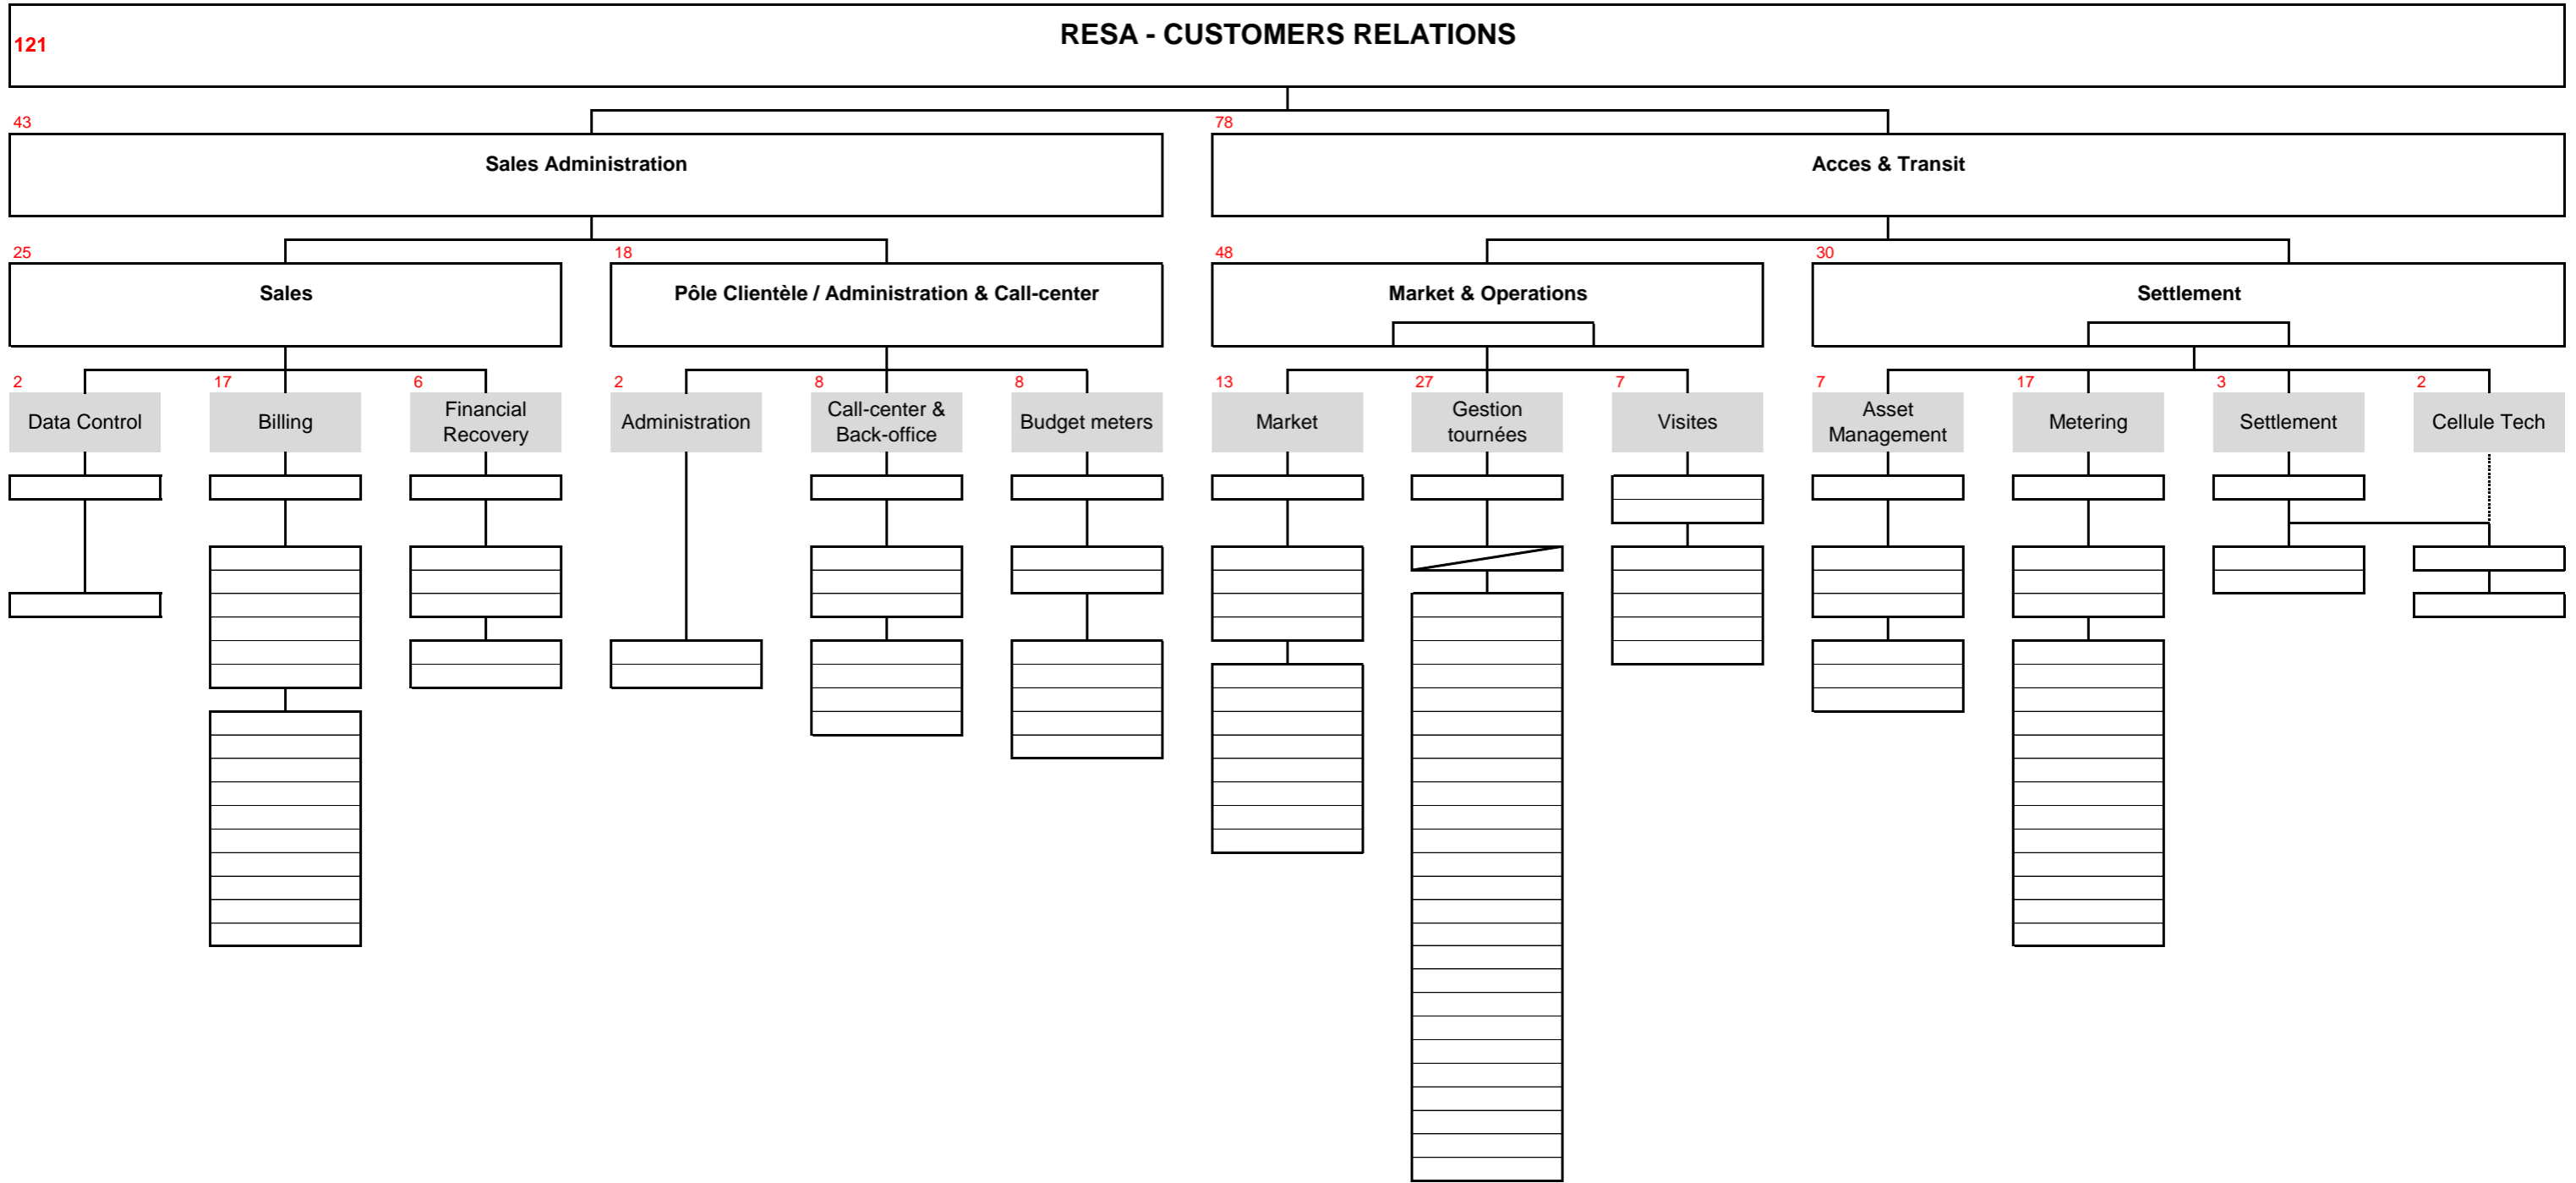 RESA - CUSTOMERS RELATIONS
121
43
78
Sales Administration
Acces & Transit
25
18
48
30
Sales
Pôle Clientèle / Administration & Call-center
Market & Operations
Settlement
2
17
6
2
8
8
13
27
7
7
17
3
2
Data Control
Billing
Financial
Recovery
Administration
Call-center &
Back-office
Budget meters
Market
Gestion
tournées
Visites
Asset
Management
Metering
Settlement
Cellule Tech